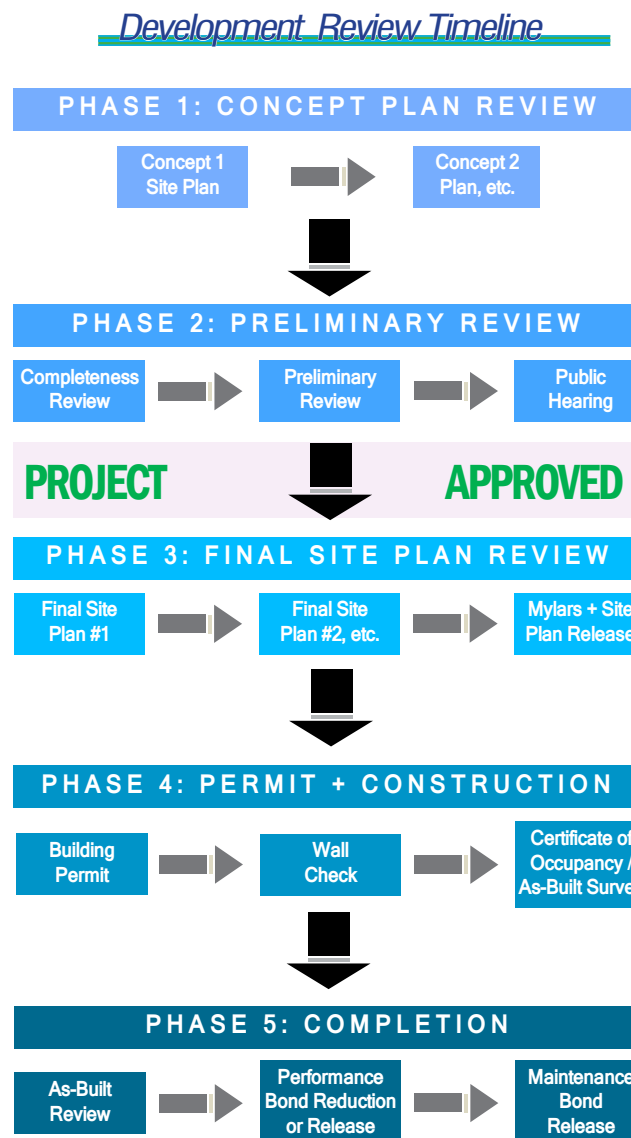 Development Review Timeline
PHASE 1: CONCEPT PLAN REVIEW
Concept 1
Site Plan
Concept 2
Plan, etc.
PHASE 2: PRELIMINARY REVIEW
Completeness
Review
Preliminary
Review
Public
Hearing
PROJECT APPROVED
PHASE 3: FINAL SITE PLAN REVIEW
Final Site
Plan #1
Final Site
Plan #2, etc.
Mylars + Site
Plan Release
PHASE 4: PERMIT + CONSTRUCTION
Building
Permit
Wall
Check
Certificate of
Occupancy /
As-Built Surve
PHASE 5: COMPLETION
As-Built
Review
Performance
Bond Reduction
or Release
Maintenance
Bond
Release